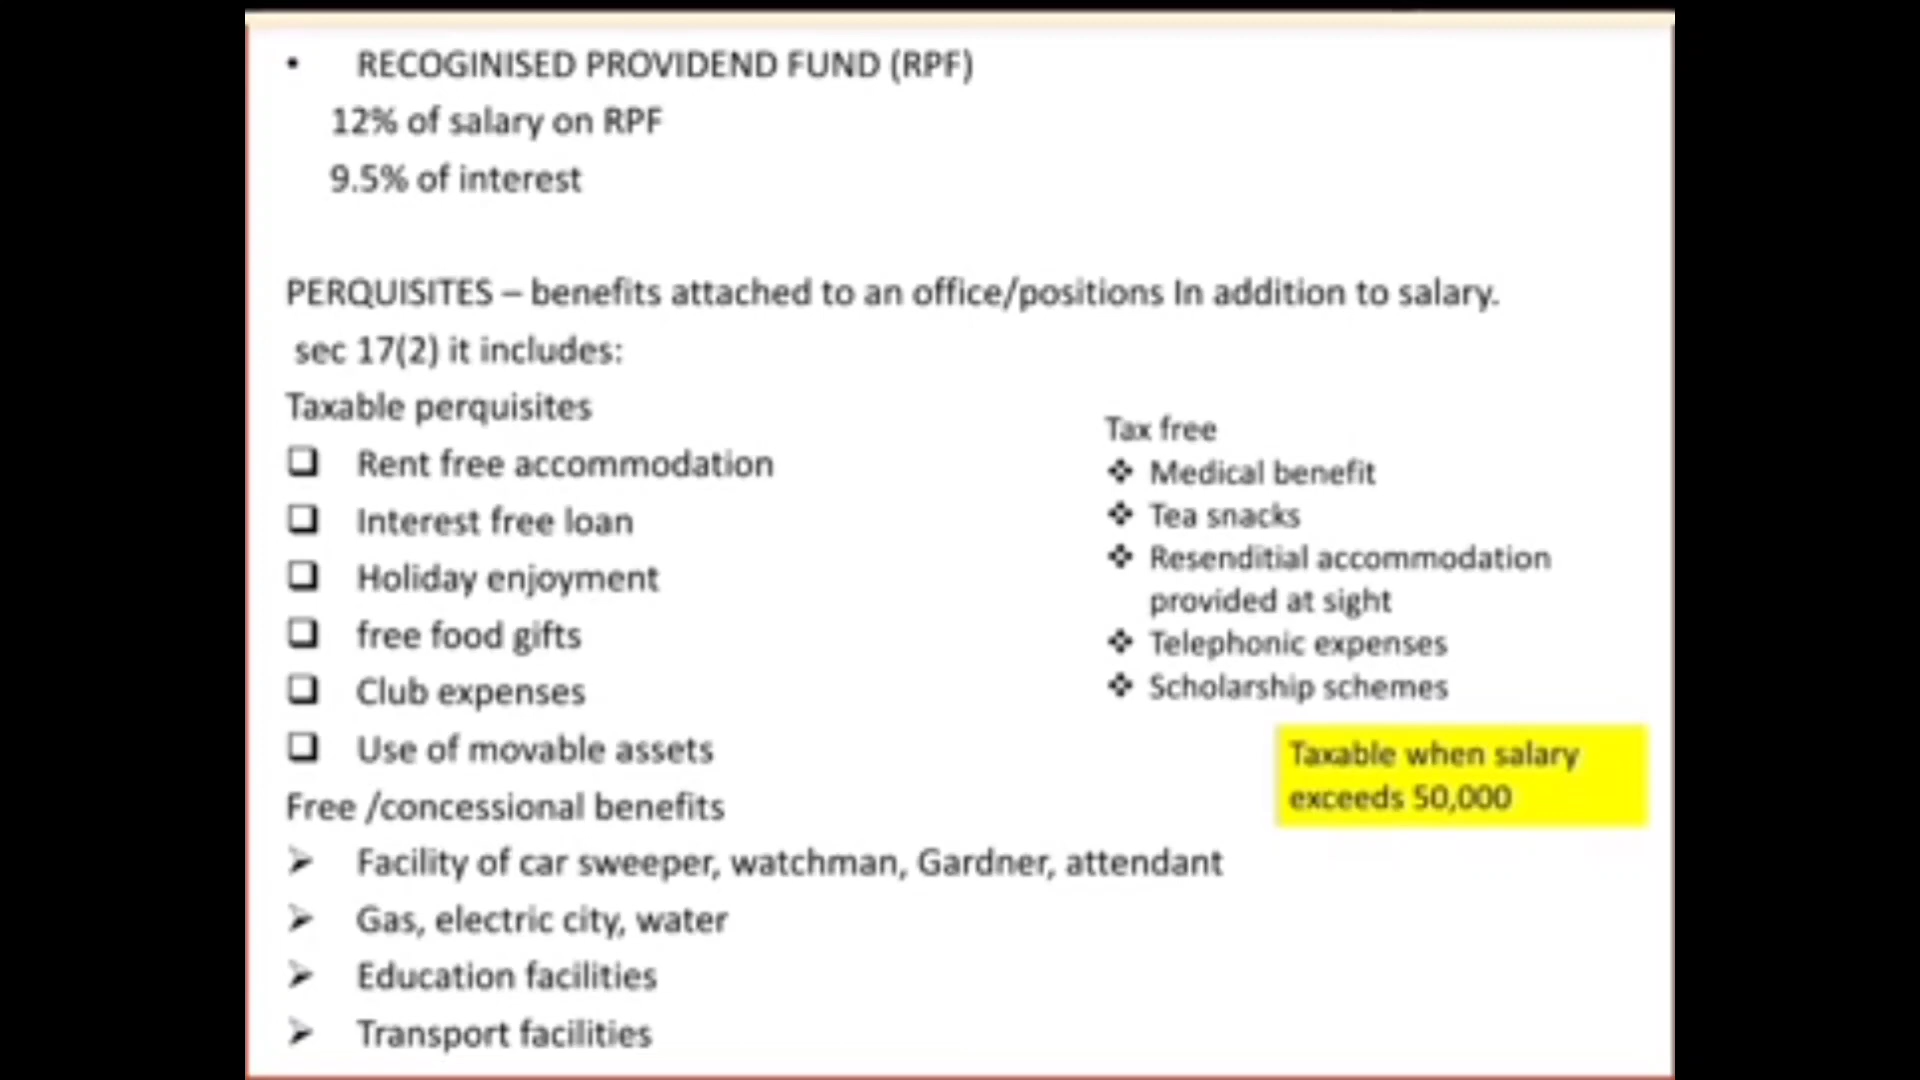 • RECOGINISED PROVIDEND FUND (RPF)
12% of salary on RPF
9.5% of interest
PERQUISITES – benefits attached to an office/positions In addition to salary.
sec 17(2) it includes:
Taxable perquisites
❑ Rent free accommodation
❑ Interest free loan
❑ Holiday enjoyment
❑ free food gifts
❑ Club expenses
❑ Use of movable assets
Tax free
❖ Medical benefit
❖ Tea snacks
❖ Resenditial accommodation
provided at sight
❖ Telephonic expenses
❖ Scholarship schemes
Taxable when salary
exceeds 50,000
Free /concessional benefits
➢ Facility of car sweeper, watchman, Gardner, attendant
➢ Gas, electric city, water
➢ Education facilities
➢ Transport facilities